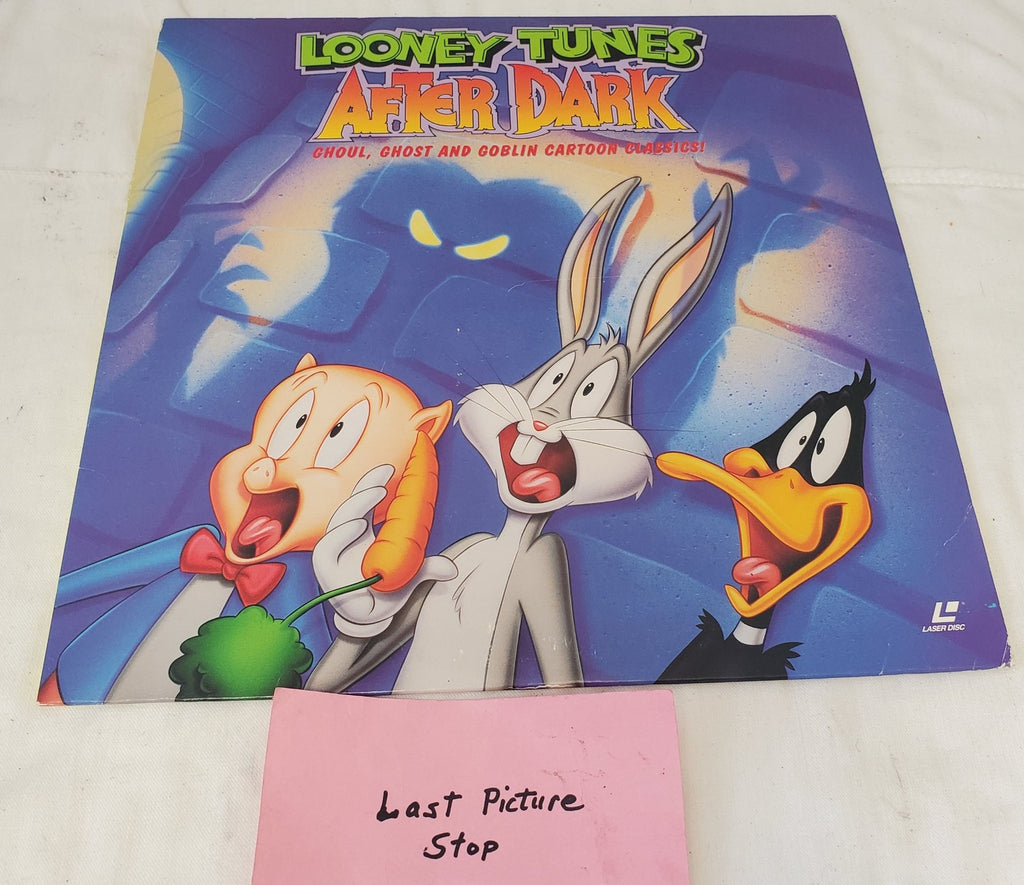 LOONEY TUNES
AFTER DARK
GHOUL, GHOST AND GOBLIN CARTOON CLASSICS!
LASER DISC
Last Picture
Stop